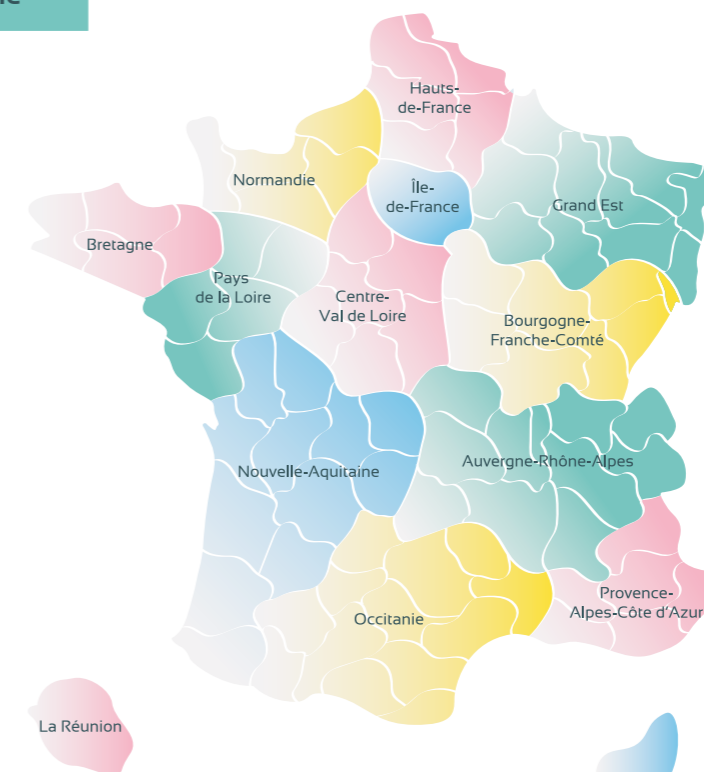 Hauts-
de-France
Normandie
Île-
de-France
Grand Est
Bretagne
Pays
de la Loire
Centre-
Val de Loire
Bourgogne-
Franche-Comté
Nouvelle-Aquitaine
Auvergne-Rhône-Alpes
Provence-
Alpes-Côte d'Azur
Occitanie
La Réunion